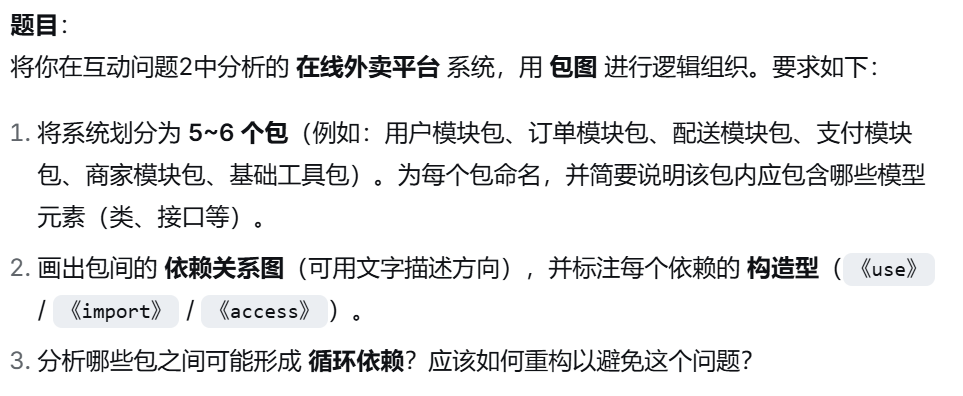 题目：
将你在互动问题2中分析的 在线外卖平台 系统，用 包图 进行逻辑组织。要求如下：
1. 将系统划分为 5~6 个包（例如：用户模块包、订单模块包、配送模块包、支付模块
包、商家模块包、基础工具包）。为每个包命名，并简要说明该包内应包含哪些模型
元素（类、接口等）。
2. 画出包间的 依赖关系图（可用文字描述方向），并标注每个依赖的 构造型（《use》
/ 《import》 / 《access》）。
3. 分析哪些包之间可能形成 循环依赖？应该如何重构以避免这个问题？